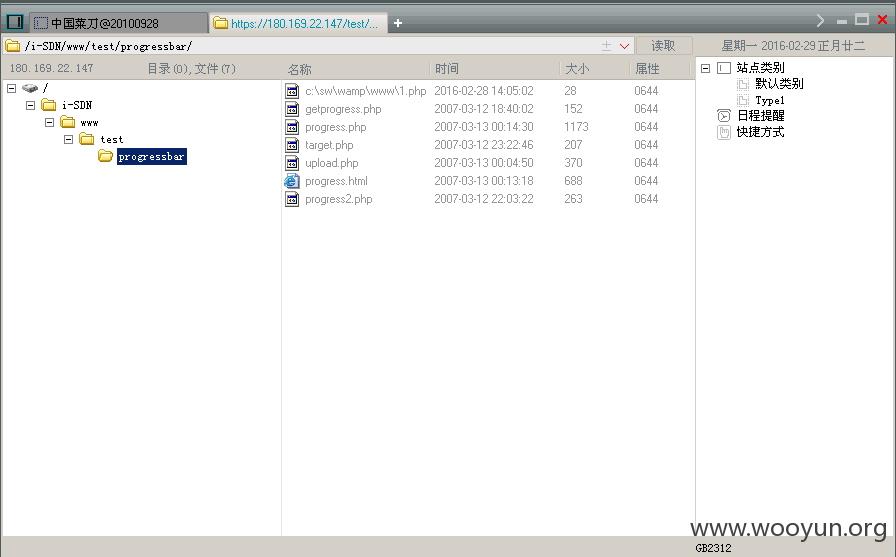 中国菜刀@20100928
https://180.169.22.147/test/...
/i-SDN/www/test/progressbar/
读取
星期一 2016-02-29 正月廿二
180.169.22.147
目录(0),文件(7)
名称 时间 大小 属性
/
i-SDN
www
test
progressbar
c:\sw\wamp\www\1.php 2016-02-28 14:05:02 28 0644
getprogress.php 2007-03-12 18:40:02 152 0644
progress.php 2007-03-13 00:14:30 1173 0644
target.php 2007-03-12 23:22:46 207 0644
upload.php 2007-03-13 00:04:50 370 0644
progress.html 2007-03-13 00:13:18 688 0644
progress2.php 2007-03-12 22:03:22 263 0644
站点类别
默认类别
Type1
日程提醒
快捷方式
www.wooyun.org
GB2312